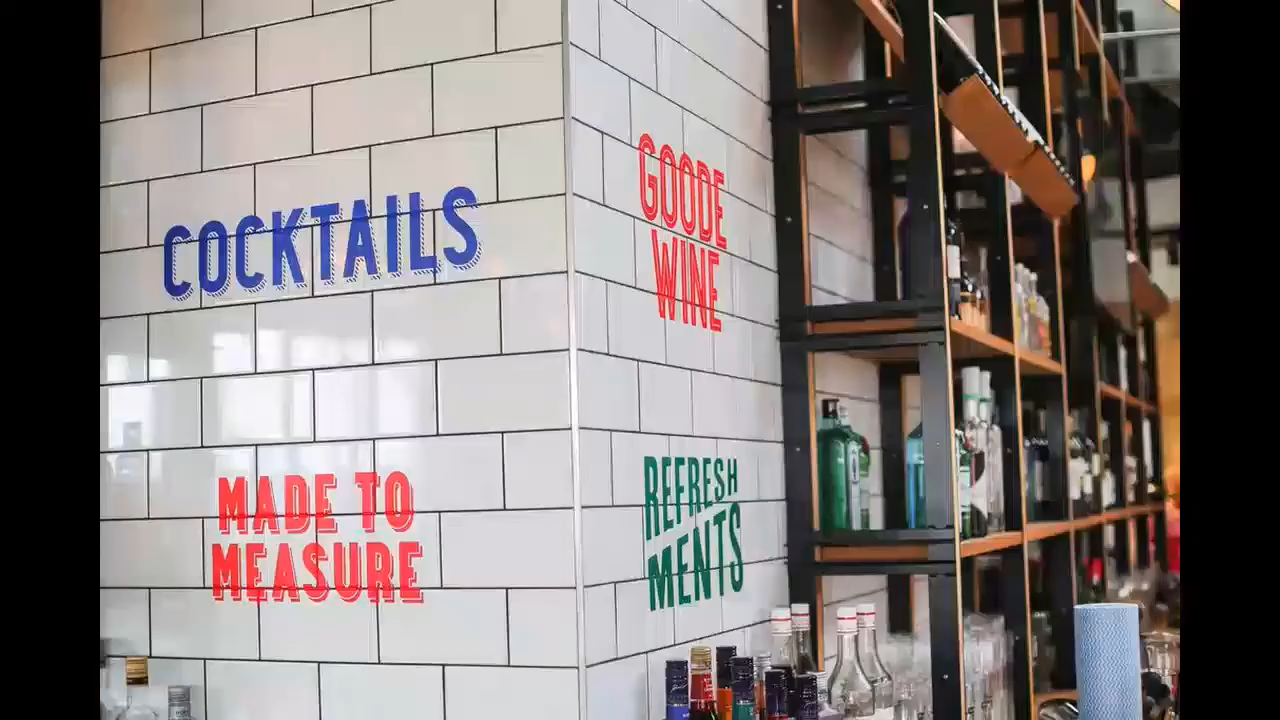 COCKTAILS
MADE TO
MEASURE
GOODE
WINE
REFRESH
MENTS